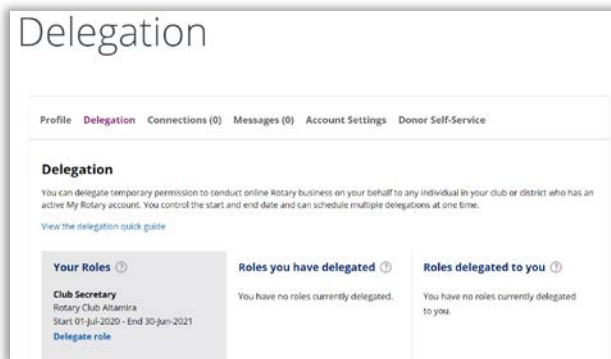 Delegation
Profile Delegation Connections (0) Messages (0) Account Settings Donor Self-Service
Delegation
You can delegate temporary permission to conduct online Rotary business on your behalf to any individual in your club or district who has an
active My Rotary account. You control the start and end date and can schedule multiple delegations at one time.
View the delegation quick guide
Your Roles ?
Club Secretary
Rotary Club Altamira
Start 01-Jul-2020 - End 30-Jun-2021
Delegate role
Roles you have delegated ?
You have no roles currently delegated.
Roles delegated to you ?
You have no roles currently delegated
to you.